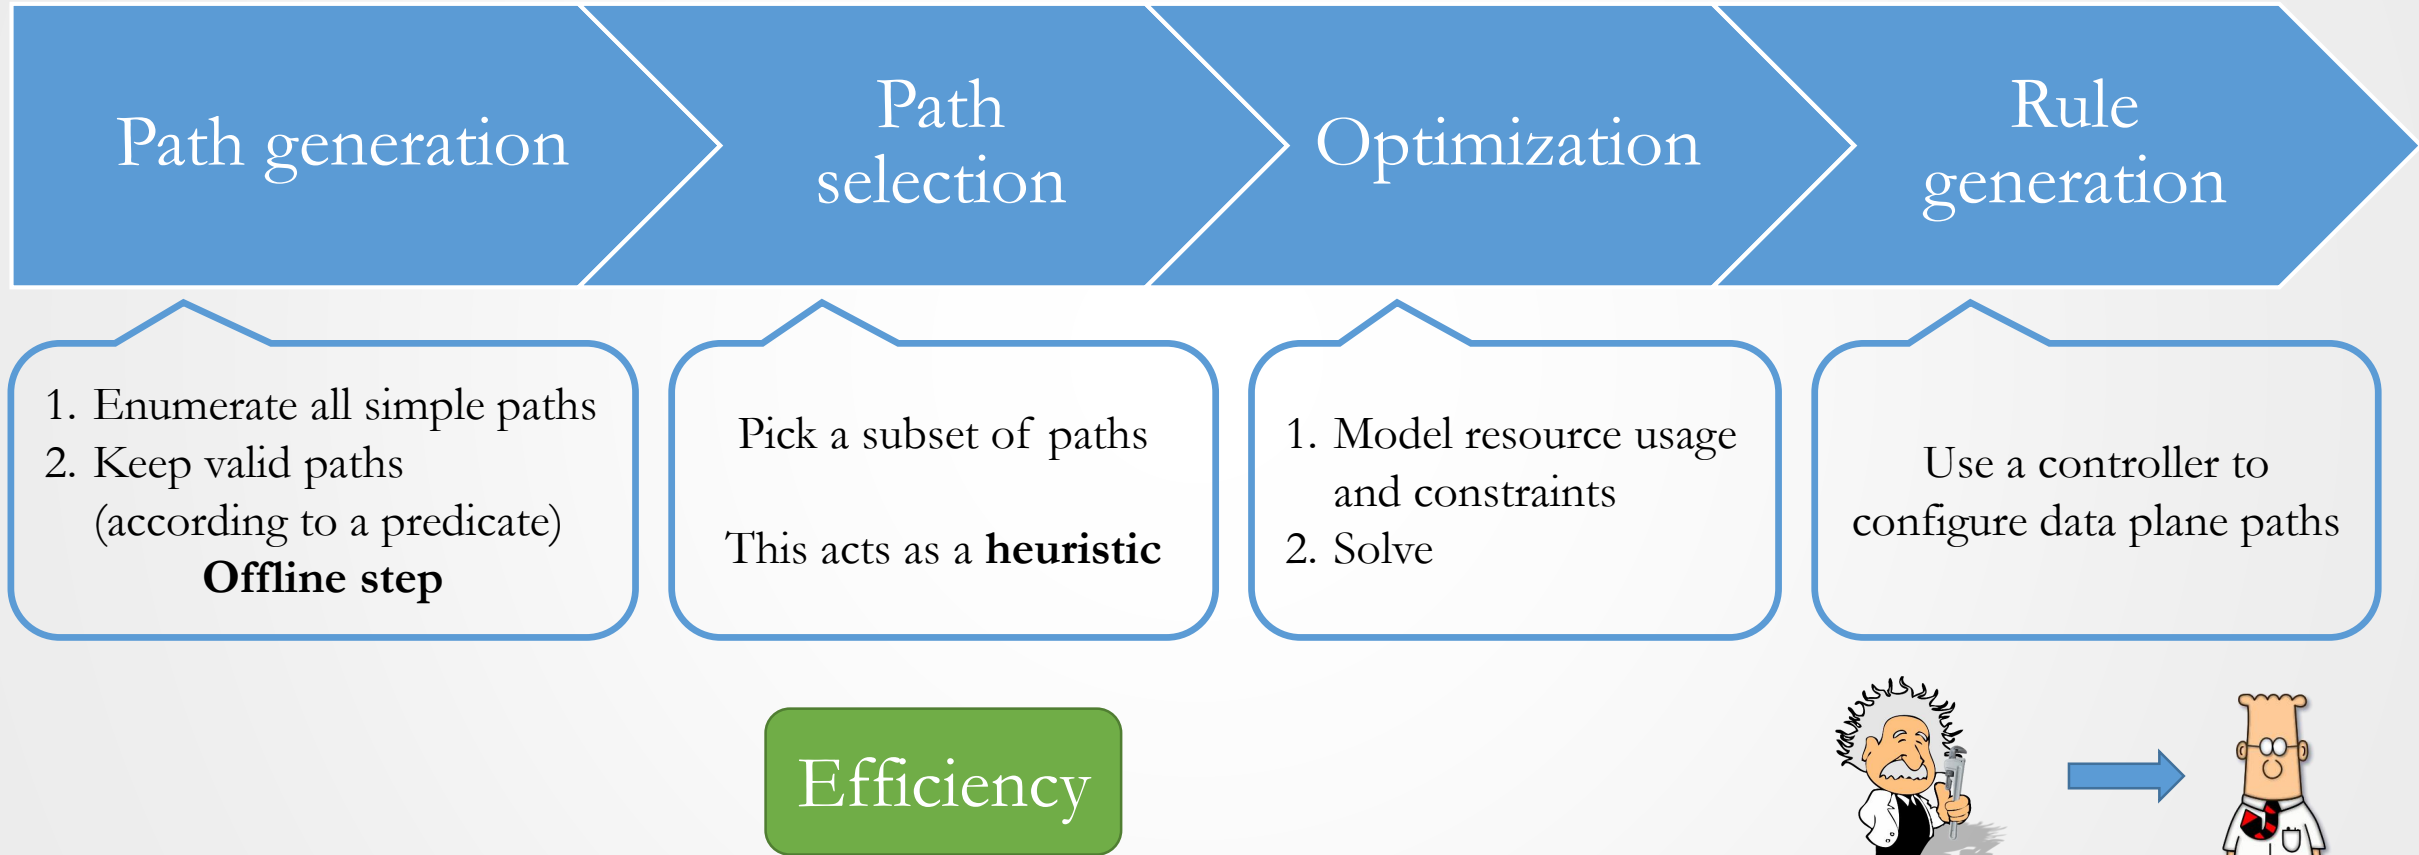 Path generation
Path
selection
Optimization
Rule
generation
1. Enumerate all simple paths
2. Keep valid paths
(according to a predicate)
Offline step
Pick a subset of paths
This acts as a heuristic
1. Model resource usage
and constraints
2. Solve
Use a controller to
configure data plane paths
Efficiency